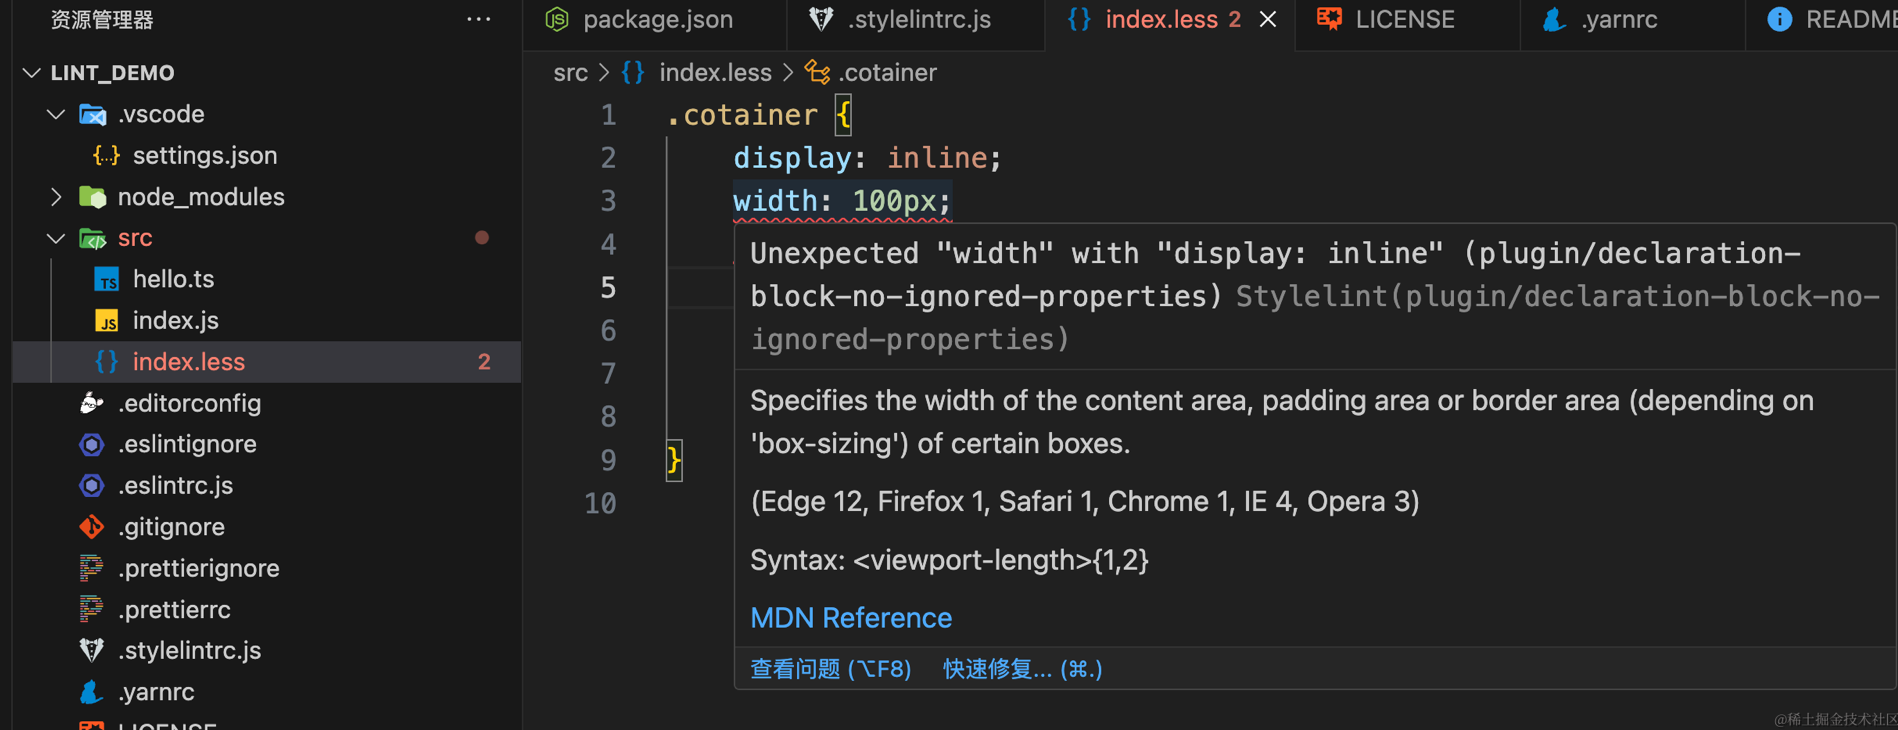 资源管理器 ···
LINT_DEMO
.vscode
settings.json
node_modules
src
hello.ts
index.js
index.less 2
.editorconfig
.eslintignore
.eslintrc.js
.gitignore
.prettierignore
.prettierrc
.stylelintrc.js
.yarnrc
LICENSE
package.json .stylelintrc.js index.less 2 LICENSE .yarnrc README
src > {} index.less > .cotainer
1 .cotainer {
2 display: inline;
3 width: 100px;
4
5
6
7
8
9 }
10
Unexpected "width" with "display: inline" (plugin/declaration-
block-no-ignored-properties) Stylelint(plugin/declaration-block-no-
ignored-properties)
Specifies the width of the content area, padding area or border area (depending on
'box-sizing') of certain boxes.
(Edge 12, Firefox 1, Safari 1, Chrome 1, IE 4, Opera 3)
Syntax: <viewport-length>{1,2}
MDN Reference
查看问题 (⌥F8) 快速修复... (⌘.)
@稀土掘金技术社区